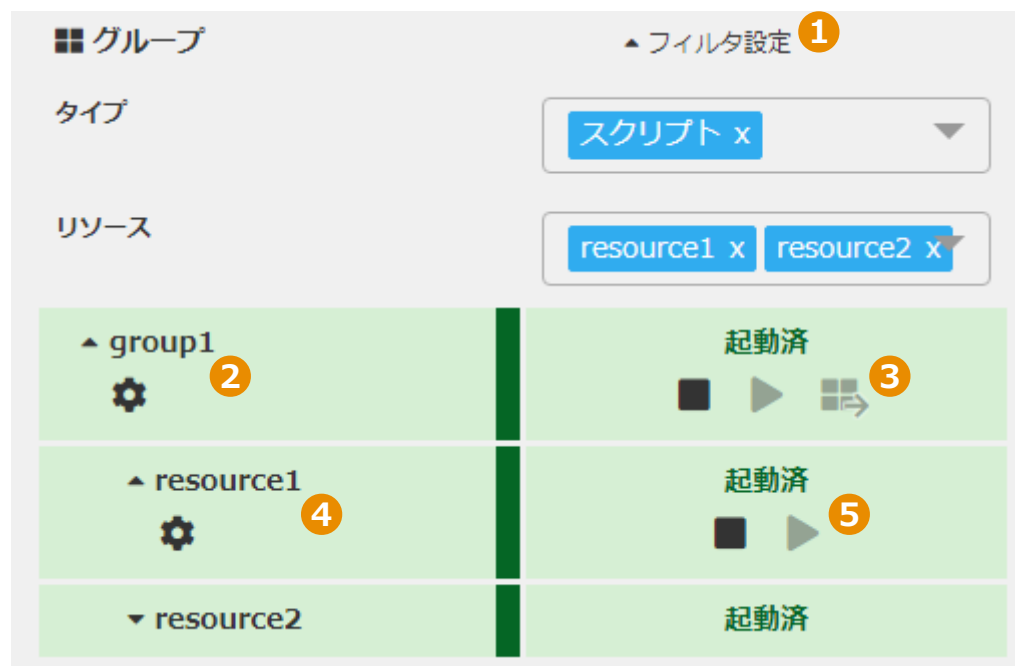 グループ フィルタ設定 1
タイプ スクリプト x
リソース resource1 x resource2 x
group1 2 起動済 3
resource1 4 起動済 5
resource2 起動済